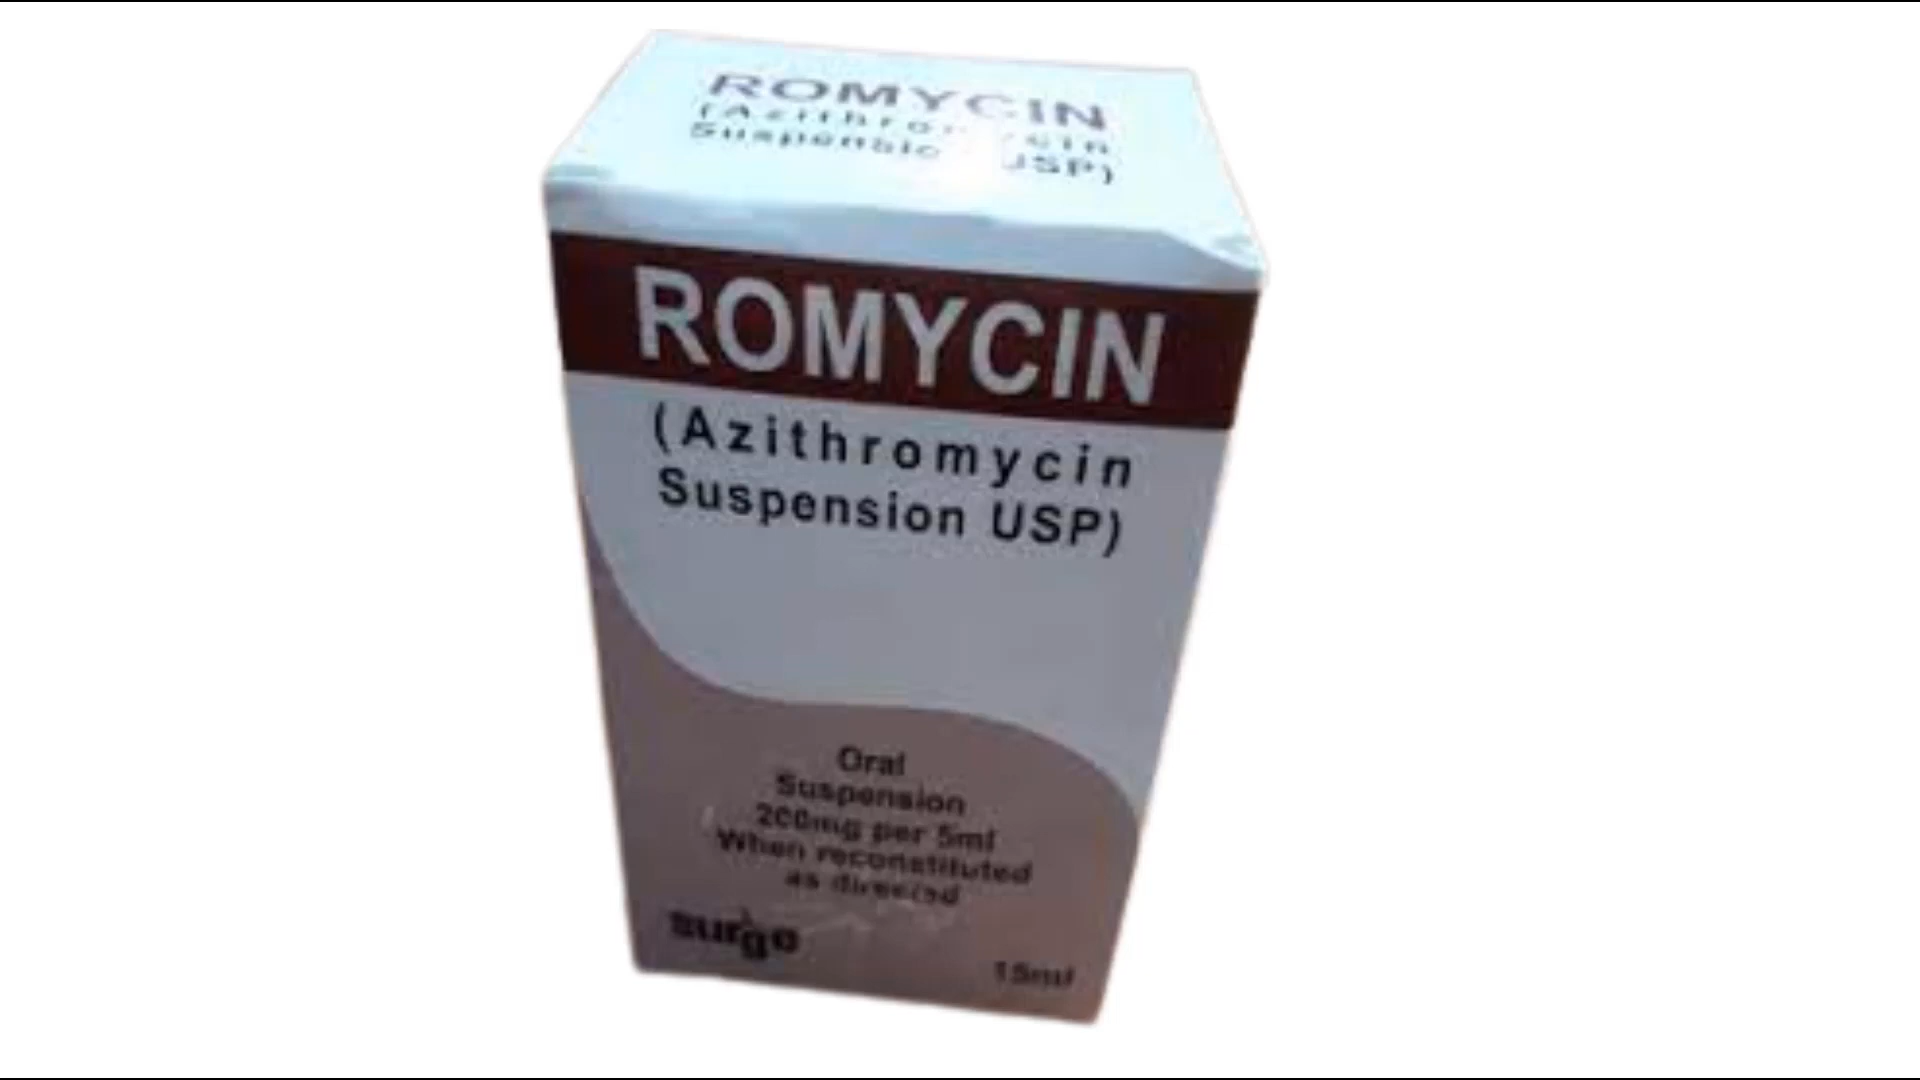 ROMYCIN
(Azithromycin
Suspension USP)
ROMYCIN
(Azithromycin
Suspension USP)
Oral
Suspension
200mg per 5ml
When reconstituted
as directed
surge
15ml